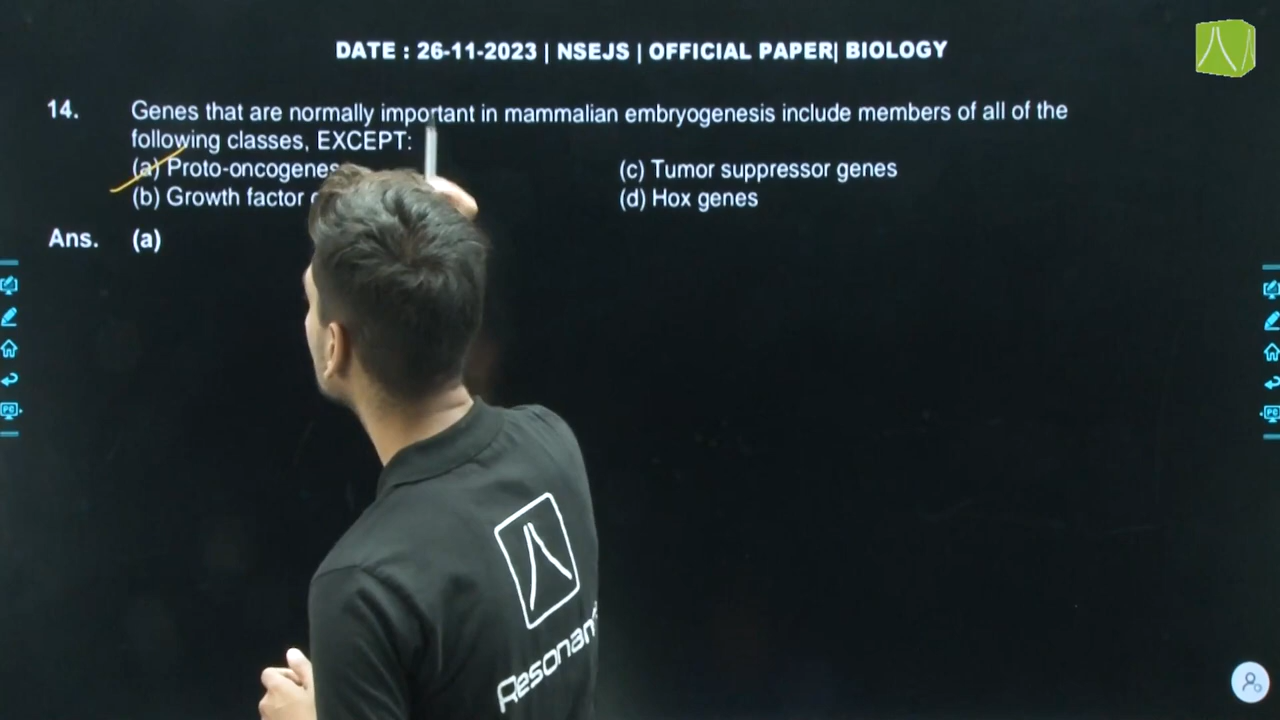 DATE : 26-11-2023 | NSEJS | OFFICIAL PAPER| BIOLOGY
14. Genes that are normally important in mammalian embryogenesis include members of all of the
following classes, EXCEPT:
(a) Proto-oncogenes (c) Tumor suppressor genes
(b) Growth factor (d) Hox genes
Ans. (a)
Resonan